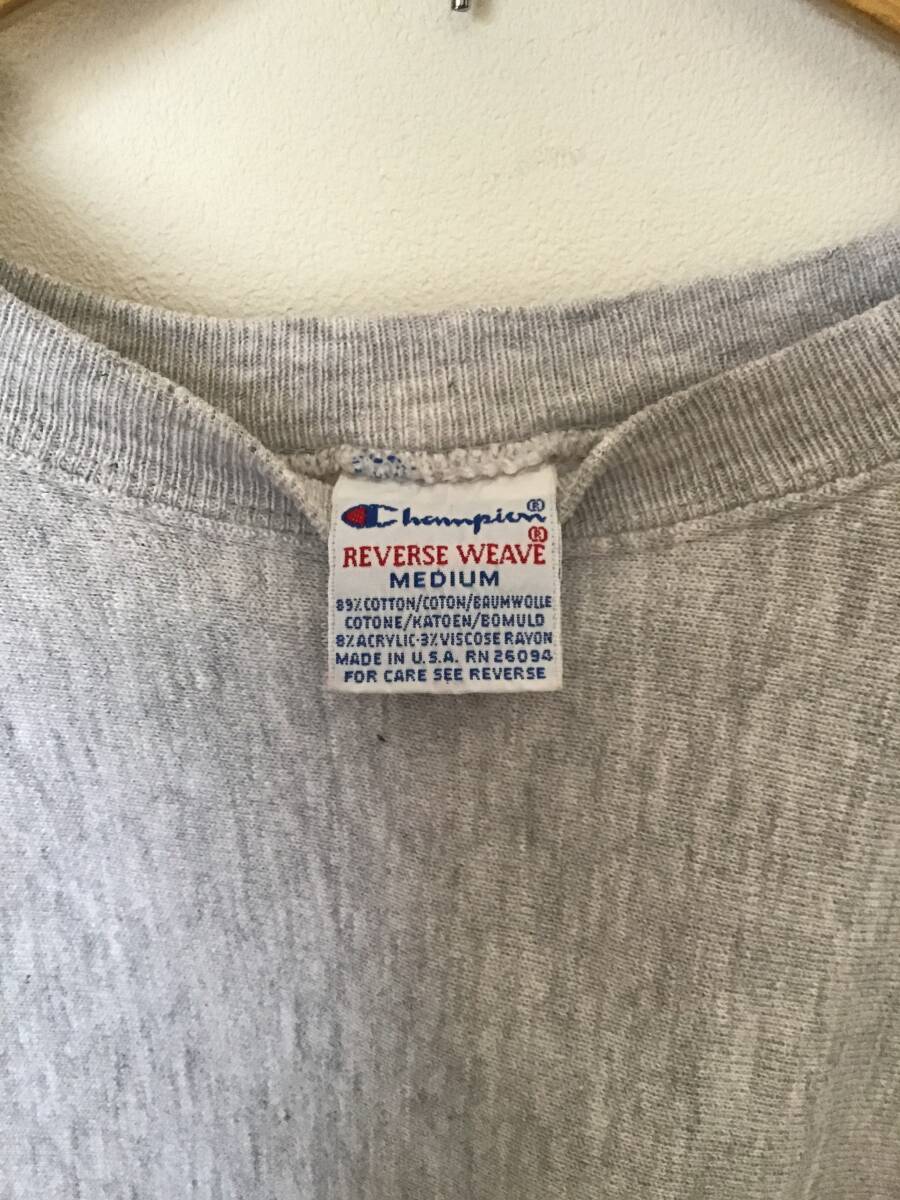 Champion®
REVERSE WEAVE®
MEDIUM
89% COTTON/COTON/BAUMWOLLE
COTONE/KATOEN/BOMULD
8% ACRYLIC·3% VISCOSE RAYON
MADE IN U.S.A. RN 26094
FOR CARE SEE REVERSE